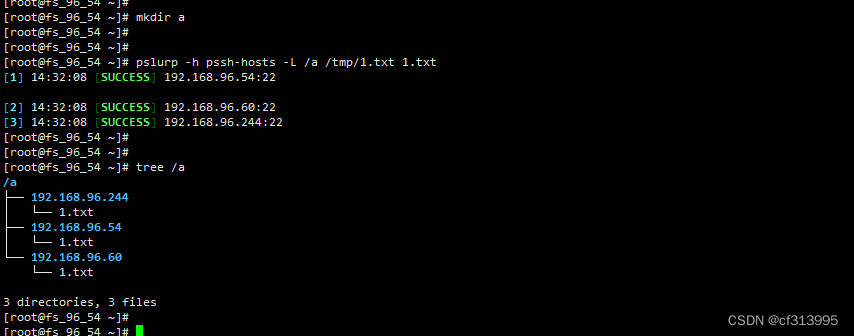 [root@fs_96_54 ~]# mkdir a
[root@fs_96_54 ~]#
[root@fs_96_54 ~]#
[root@fs_96_54 ~]# pslurp -h pssh-hosts -L /a /tmp/1.txt 1.txt
[1] 14:32:08 [SUCCESS] 192.168.96.54:22

[2] 14:32:08 [SUCCESS] 192.168.96.60:22
[3] 14:32:08 [SUCCESS] 192.168.96.244:22
[root@fs_96_54 ~]#
[root@fs_96_54 ~]#
[root@fs_96_54 ~]# tree /a
/a
├── 192.168.96.244
│   └── 1.txt
├── 192.168.96.54
│   └── 1.txt
└── 192.168.96.60
    └── 1.txt

3 directories, 3 files
[root@fs_96_54 ~]#
[root@fs_96_54 ~]#
CSDN @cf313995